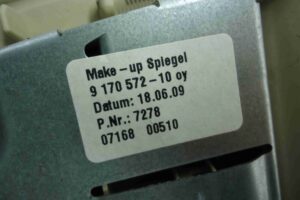 Make-up Spiegel
9 170 572-10 oy
Datum: 18.06.09
P.Nr.: 7278
07168 00510